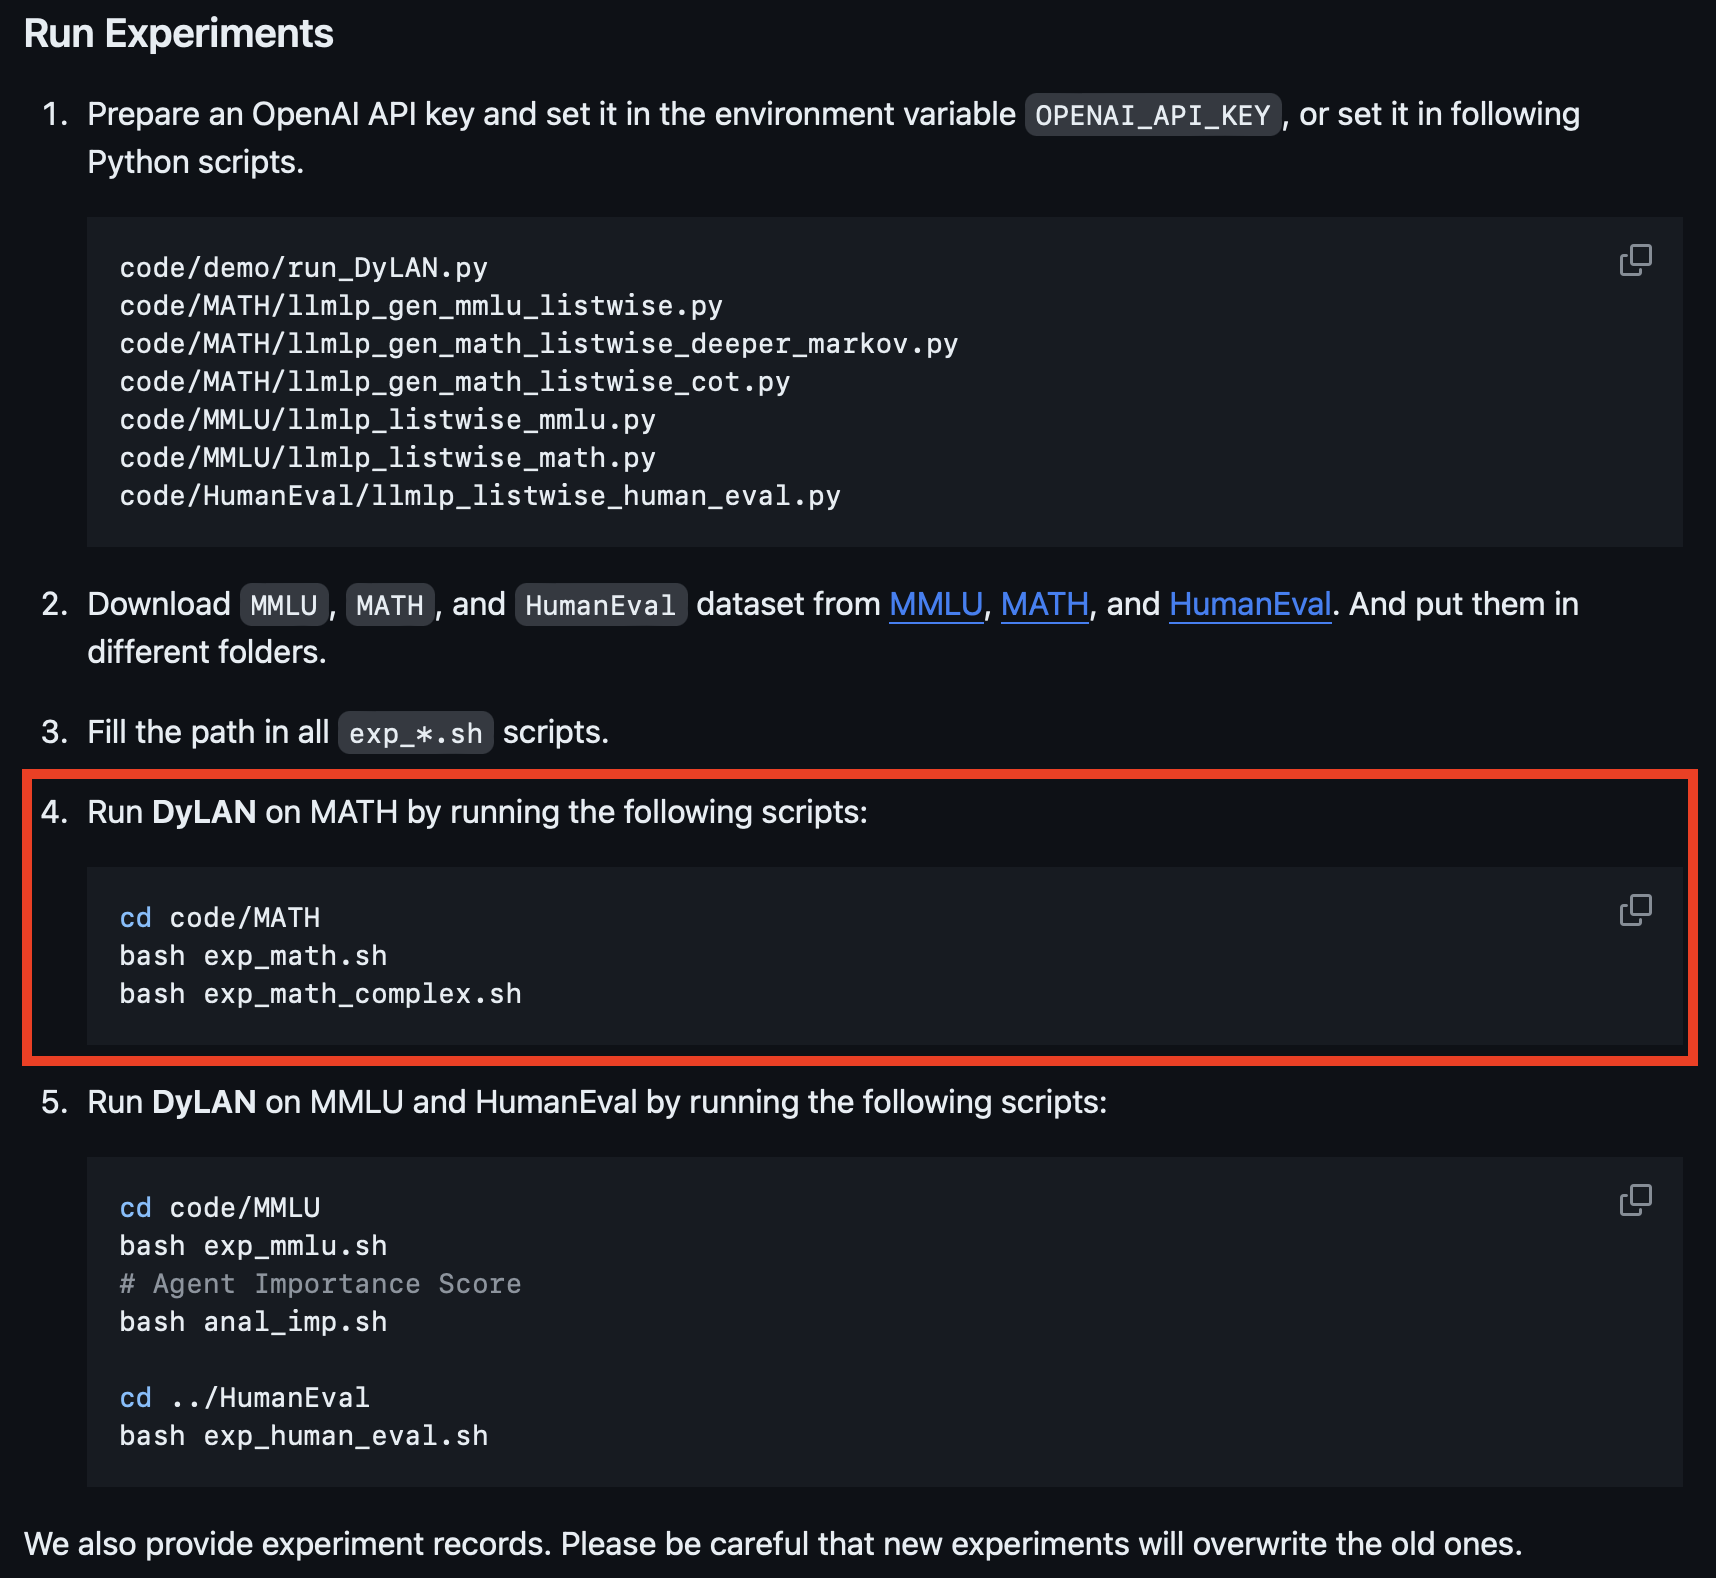 Run Experiments
1. Prepare an OpenAI API key and set it in the environment variable OPENAI_API_KEY, or set it in following
Python scripts.
code/demo/run_DyLAN.py
code/MATH/llmlp_gen_mmlu_listwise.py
code/MATH/llmlp_gen_math_listwise_deeper_markov.py
code/MATH/llmlp_gen_math_listwise_cot.py
code/MMLU/llmlp_listwise_mmlu.py
code/MMLU/llmlp_listwise_math.py
code/HumanEval/llmlp_listwise_human_eval.py
2. Download MMLU, MATH, and HumanEval dataset from MMLU, MATH, and HumanEval. And put them in
different folders.
3. Fill the path in all exp_*.sh scripts.
4. Run DyLAN on MATH by running the following scripts:
cd code/MATH
bash exp_math.sh
bash exp_math_complex.sh
5. Run DyLAN on MMLU and HumanEval by running the following scripts:
cd code/MMLU
bash exp_mmlu.sh
# Agent Importance Score
bash anal_imp.sh
cd ../HumanEval
bash exp_human_eval.sh
We also provide experiment records. Please be careful that new experiments will overwrite the old ones.